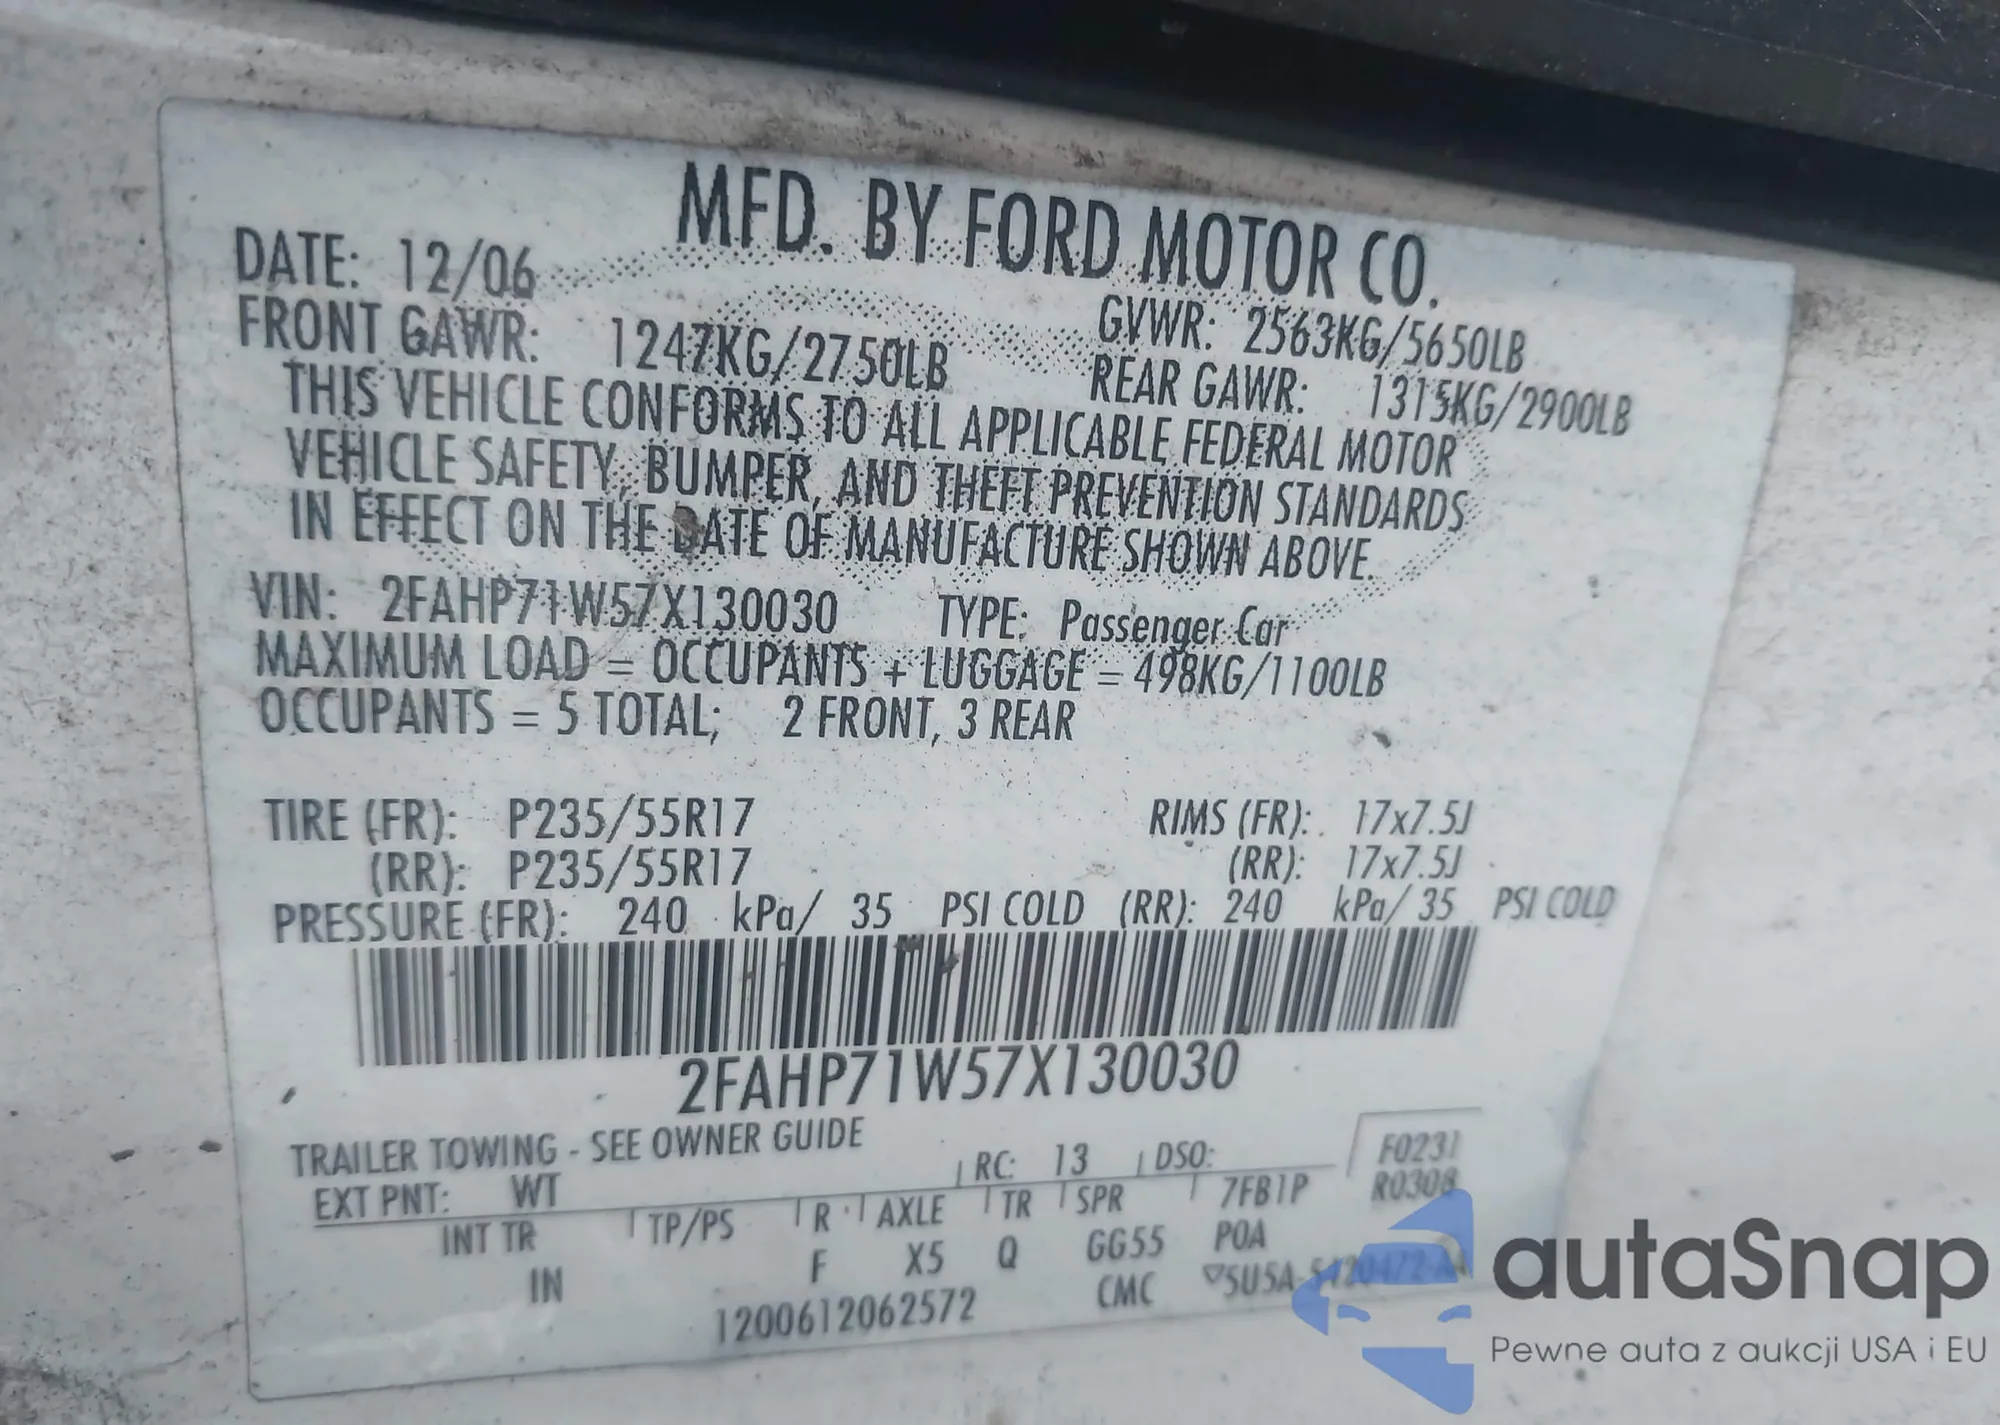 MFD. BY FORD MOTOR CO.
DATE: 12/06
GVWR: 2563KG/5650LB
FRONT GAWR: 1247KG/2750LB
REAR GAWR: 1315KG/2900LB
THIS VEHICLE CONFORMS TO ALL APPLICABLE FEDERAL MOTOR
VEHICLE SAFETY, BUMPER, AND THEFT PREVENTION STANDARDS
IN EFFECT ON THE DATE OF MANUFACTURE SHOWN ABOVE.
VIN: 2FAHP71W57X130030 TYPE: Passenger Car
MAXIMUM LOAD = OCCUPANTS + LUGGAGE = 498KG/1100LB
OCCUPANTS = 5 TOTAL; 2 FRONT, 3 REAR
TIRE (FR): P235/55R17 RIMS (FR): 17x7.5J
(RR): P235/55R17 (RR): 17x7.5J
PRESSURE (FR): 240 kPa/ 35 PSI COLD (RR): 240 kPa/ 35 PSI COLD
2FAHP71W57X130030
TRAILER TOWING - SEE OWNER GUIDE
EXT PNT: WT RC: 13 DSO: F0231
R0308
INT TR TP/PS R AXLE TR SPR 7FB1P
IN F X5 Q GG55 POA
1200612062572 CMC
autaSnap
Pewne auta z aukcji USA i EU